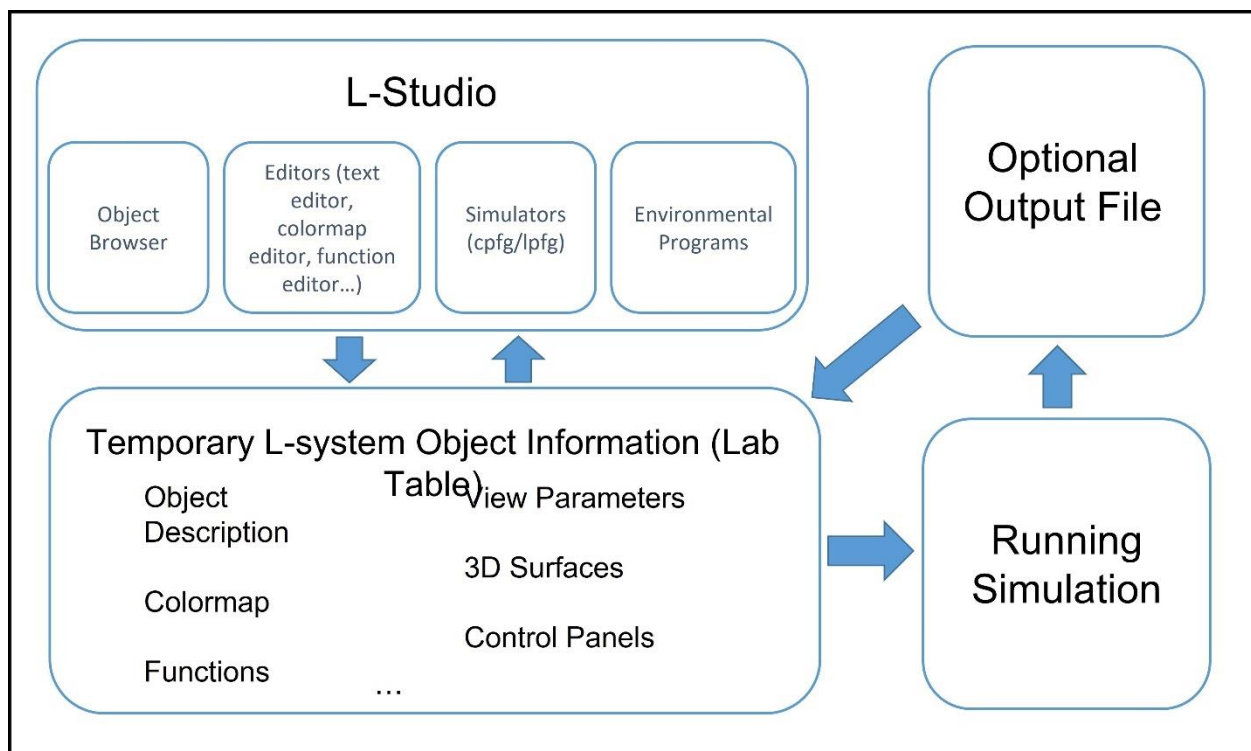 L-Studio
Object
Browser
Editors (text
editor,
colormap
editor, function
editor...)
Simulators
(cpfg/lpfg)
Environmental
Programs
Optional
Output File
Temporary L-system Object Information (Lab
Table)
Object
Description
Colormap
Functions
View Parameters
3D Surfaces
Control Panels
...
Running
Simulation